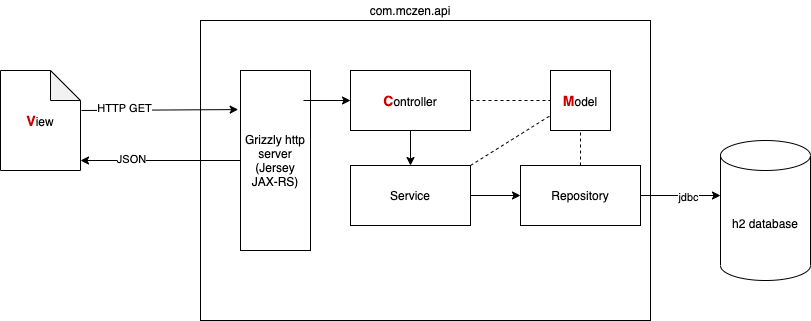 com.mczen.api
View
HTTP GET
JSON
Grizzly http
server
(Jersey
JAX-RS)
Controller
Model
Service
Repository
jdbc
h2 database